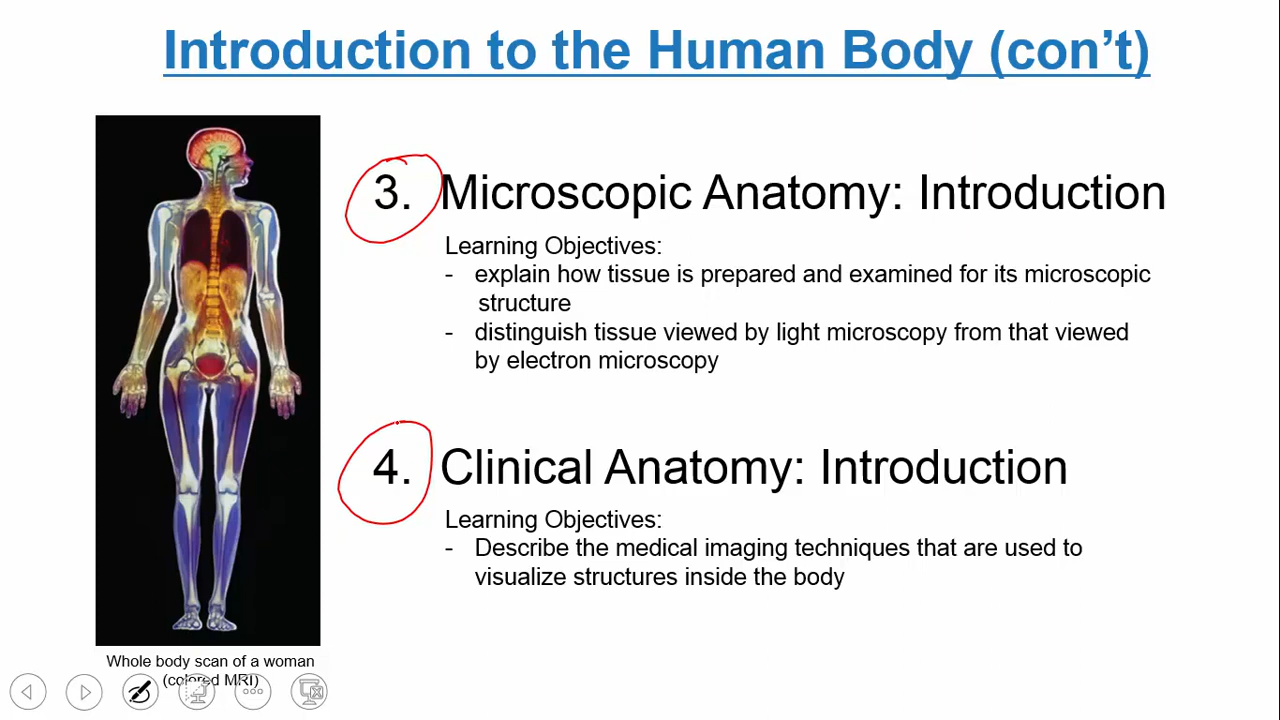 Introduction to the Human Body (con’t)
3. Microscopic Anatomy: Introduction
Learning Objectives:
- explain how tissue is prepared and examined for its microscopic
structure
- distinguish tissue viewed by light microscopy from that viewed
by electron microscopy
4. Clinical Anatomy: Introduction
Learning Objectives:
- Describe the medical imaging techniques that are used to
visualize structures inside the body
Whole body scan of a woman
(colored MRI)